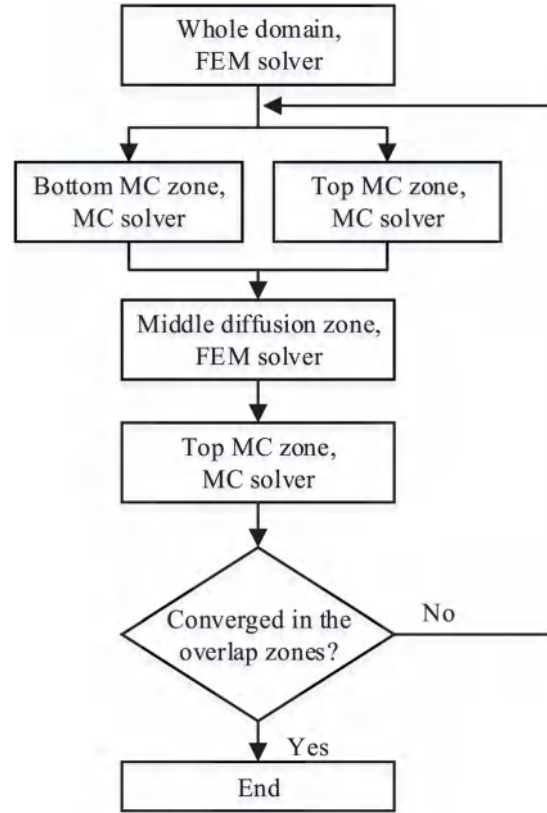 Whole domain,
FEM solver
Bottom MC zone,
MC solver
Top MC zone,
MC solver
Middle diffusion zone,
FEM solver
Top MC zone,
MC solver
Converged in the
overlap zones?
No
Yes
End